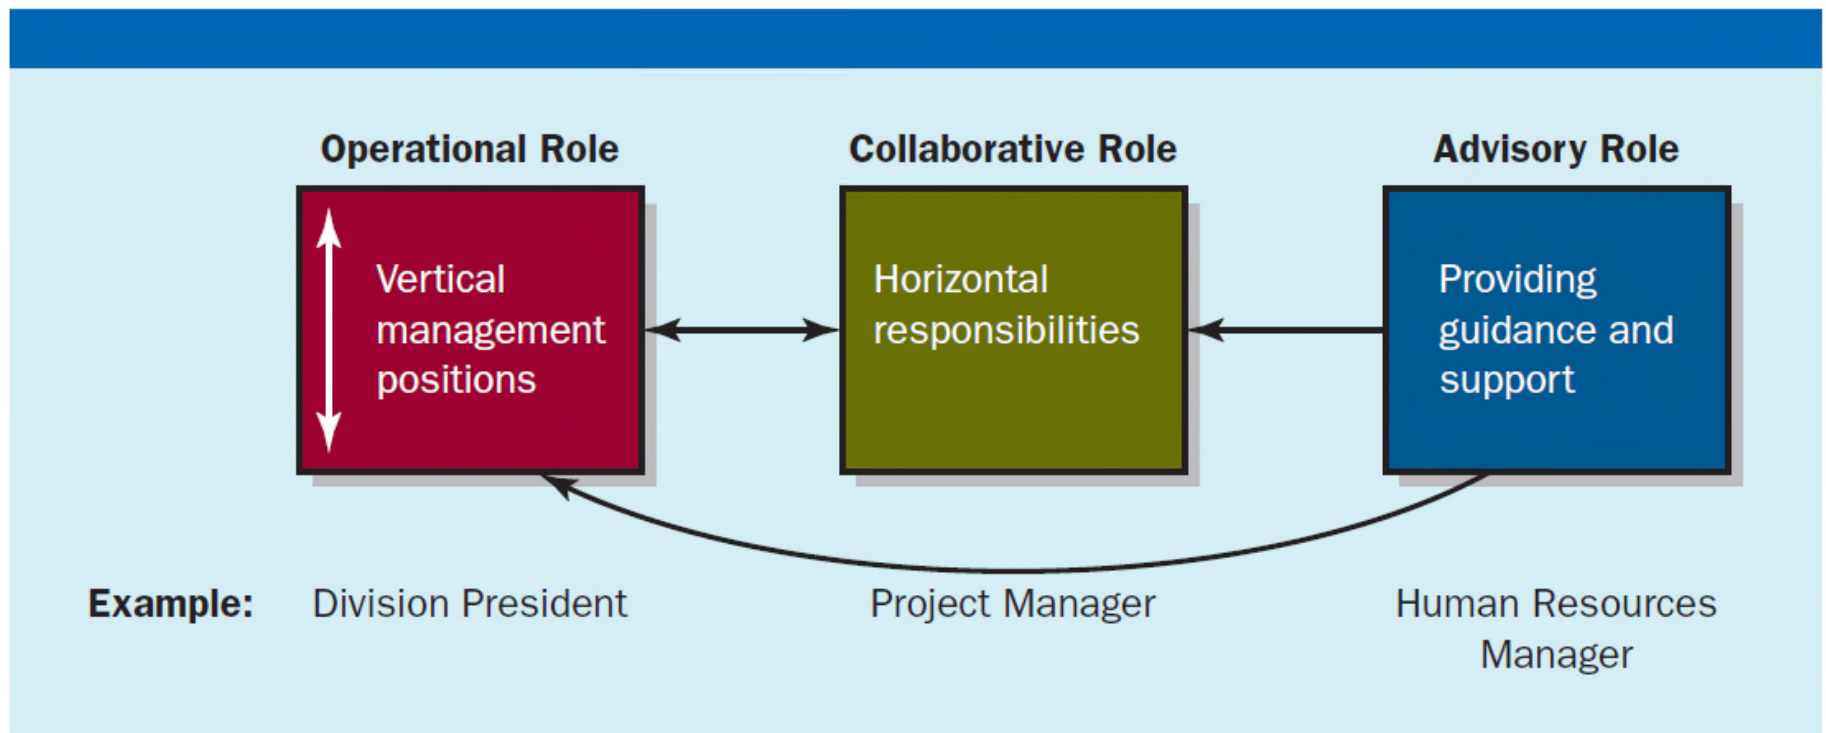 Operational Role
Collaborative Role
Advisory Role
Vertical
management
positions
Horizontal
responsibilities
Providing
guidance and
support
Example:
Division President
Project Manager
Human Resources
Manager